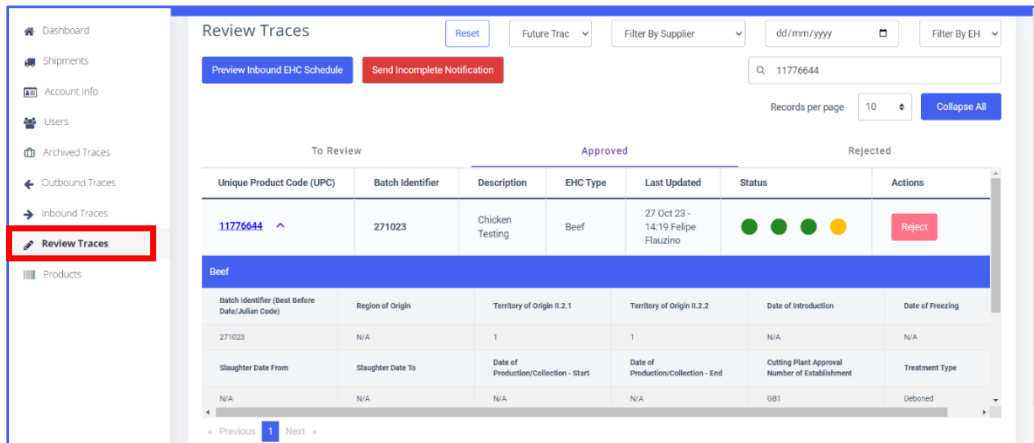 Dashboard
Shipments
Account info
Users
Archived Traces
Outbound Traces
Inbound Traces
Review Traces
Products
Review Traces
Reset
Future Trac
Filter By Supplier
dd/mm/yyyy
Filter By EH
Preview Inbound EHC Schedule
Send Incomplete Notification
11776644
Records per page
10
Collapse All
To Review
Approved
Rejected
Unique Product Code (UPC)
Batch Identifier
Description
EHC Type
Last Updated
Status
Actions
11776644
271023
Chicken
Testing
Beef
27 Oct 23 -
14:19 Felipe
Flauzino
Reject
Beef
Batch Identifier (Best Before
Date/Julian Code)
Region of Origin
Territory of Origin II.2.1
Territory of Origin II.2.2
Date of Introduction
Date of Freezing
271023
N/A
1
1
N/A
N/A
Slaughter Date From
Slaughter Date To
Date of
Production/Collection - Start
Date of
Production/Collection - End
Cutting Plant Approval
Number of Establishment
Treatment Type
N/A
N/A
N/A
N/A
GB1
Deboned
« Previous
1
Next »